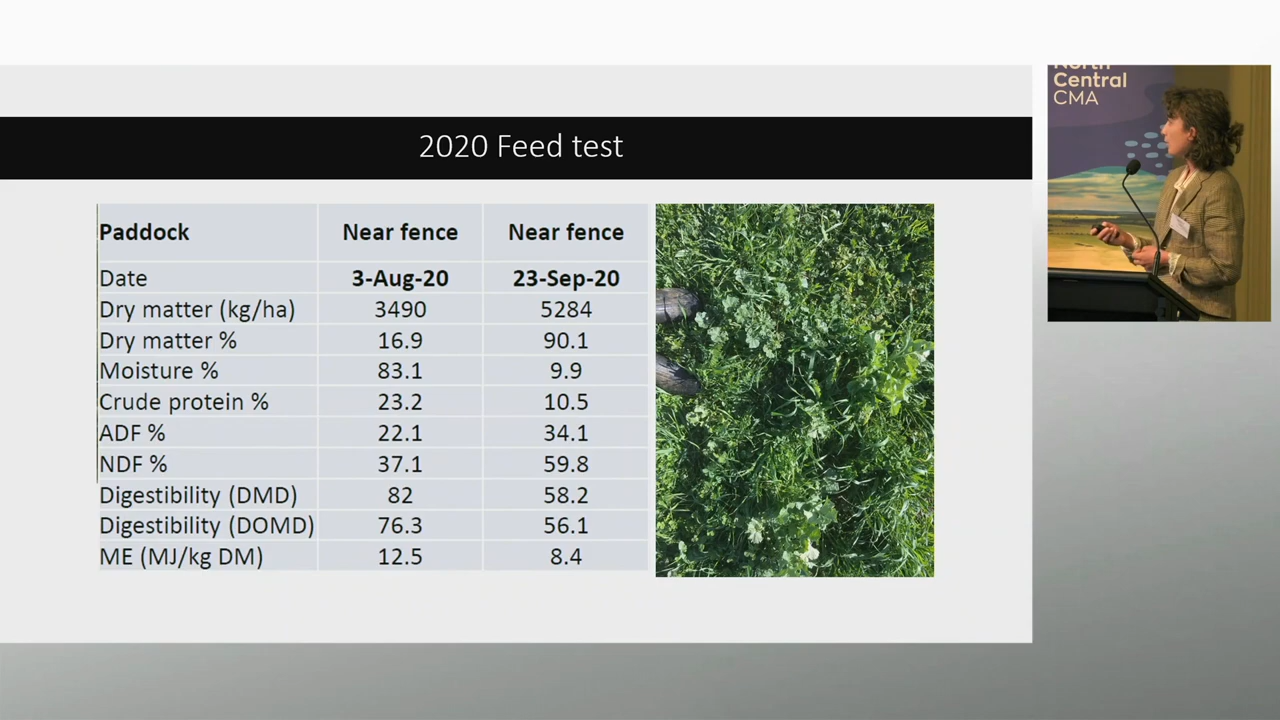 2020 Feed test
Paddock Near fence Near fence
Date 3-Aug-20 23-Sep-20
Dry matter (kg/ha) 3490 5284
Dry matter % 16.9 90.1
Moisture % 83.1 9.9
Crude protein % 23.2 10.5
ADF % 22.1 34.1
NDF % 37.1 59.8
Digestibility (DMD) 82 58.2
Digestibility (DOMD) 76.3 56.1
ME (MJ/kg DM) 12.5 8.4
North
Central
CMA